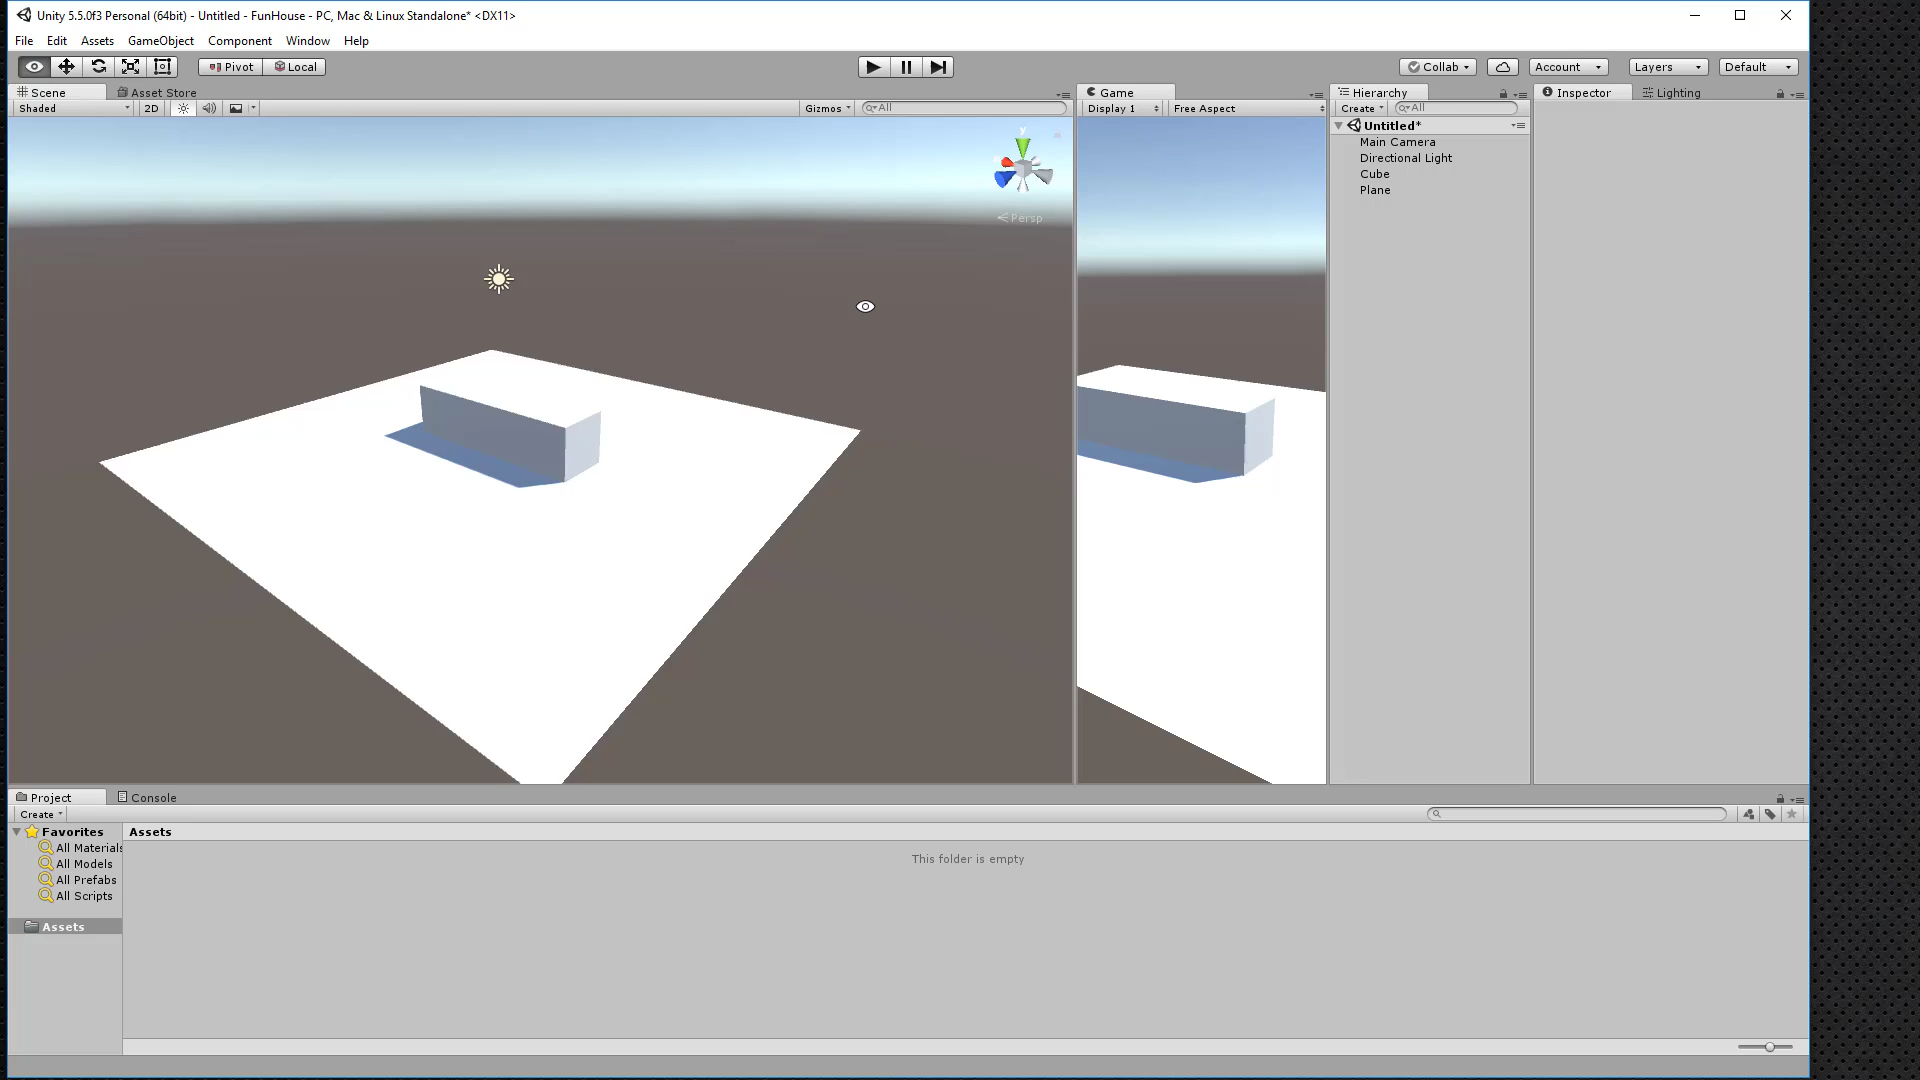 Unity 5.5.0f3 Personal (64bit) - Untitled - FunHouse - PC, Mac & Linux Standalone* <DX11>
File Edit Assets GameObject Component Window Help
Pivot Local Collab Account Layers Default
Scene Asset Store Game Hierarchy Inspector Lighting
Shaded 2D Gizmos All Display 1 Free Aspect Create All
y
Persp
Untitled*
Main Camera
Directional Light
Cube
Plane
Project Console
Create
Favorites Assets
All Materials
All Models
All Prefabs
All Scripts
Assets
This folder is empty